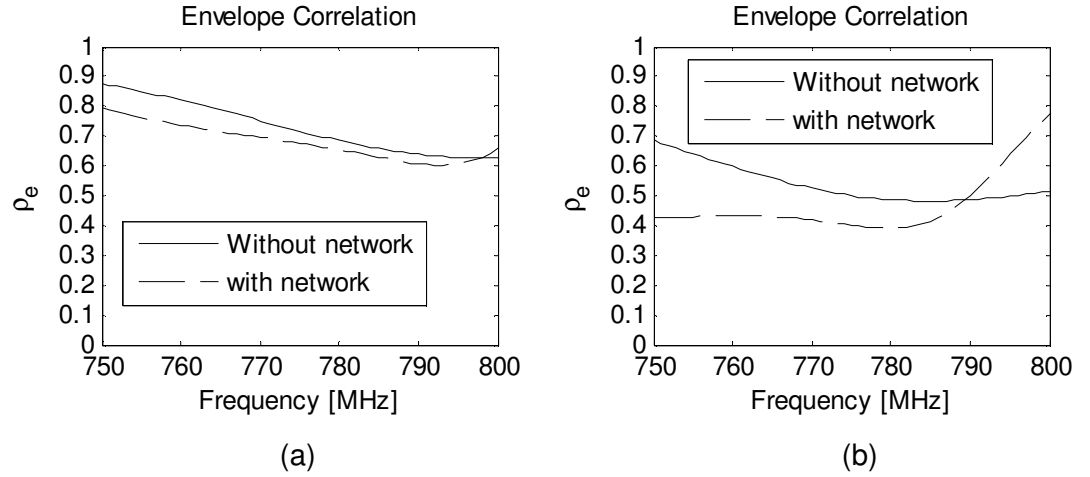 Envelope Correlation
1
0.9
0.8
0.7
0.6
0.5
0.4
0.3
0.2
0.1
0
ρe
Without network
with network
750 760 770 780 790 800
Frequency [MHz]
(a)
Envelope Correlation
1
0.9
0.8
0.7
0.6
0.5
0.4
0.3
0.2
0.1
0
ρe
Without network
with network
750 760 770 780 790 800
Frequency [MHz]
(b)